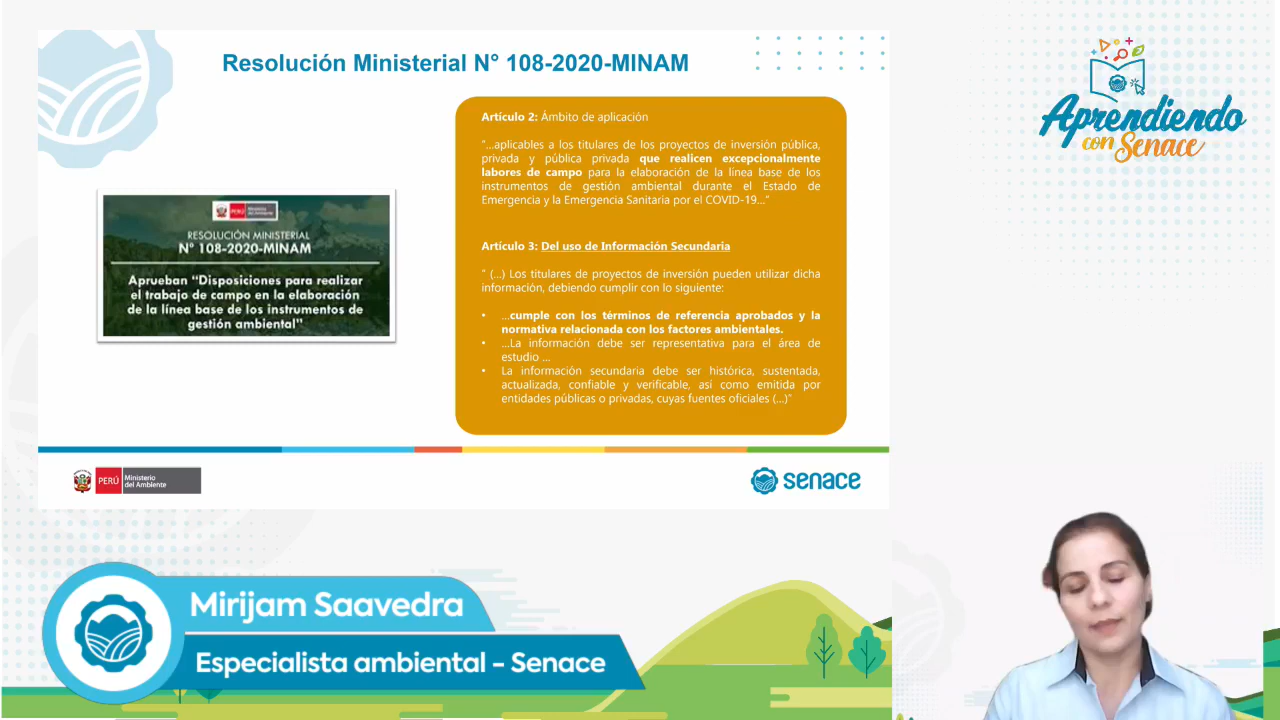 Resolución Ministerial N° 108-2020-MINAM
Aprendiendo
con Senace
PERÚ
Ministerio
del Ambiente
RESOLUCIÓN MINISTERIAL
Nº 108-2020-MINAM
Aprueban “Disposiciones para realizar
el trabajo de campo en la elaboración
de la línea base de los instrumentos de
gestión ambiental”
Artículo 2: Ámbito de aplicación
“...aplicables a los titulares de los proyectos de inversión pública,
privada y pública privada que realicen excepcionalmente
labores de campo para la elaboración de la línea base de los
instrumentos de gestión ambiental durante el Estado de
Emergencia y la Emergencia Sanitaria por el COVID-19...”
Artículo 3: Del uso de Información Secundaria
“ (...) Los titulares de proyectos de inversión pueden utilizar dicha
información, debiendo cumplir con lo siguiente:
• ...cumple con los términos de referencia aprobados y la
normativa relacionada con los factores ambientales.
• ...La información debe ser representativa para el área de
estudio ...
• La información secundaria debe ser histórica, sustentada,
actualizada, confiable y verificable, así como emitida por
entidades públicas o privadas, cuyas fuentes oficiales (...)”
PERÚ
Ministerio
del Ambiente
senace
Mirijam Saavedra
Especialista ambiental - Senace